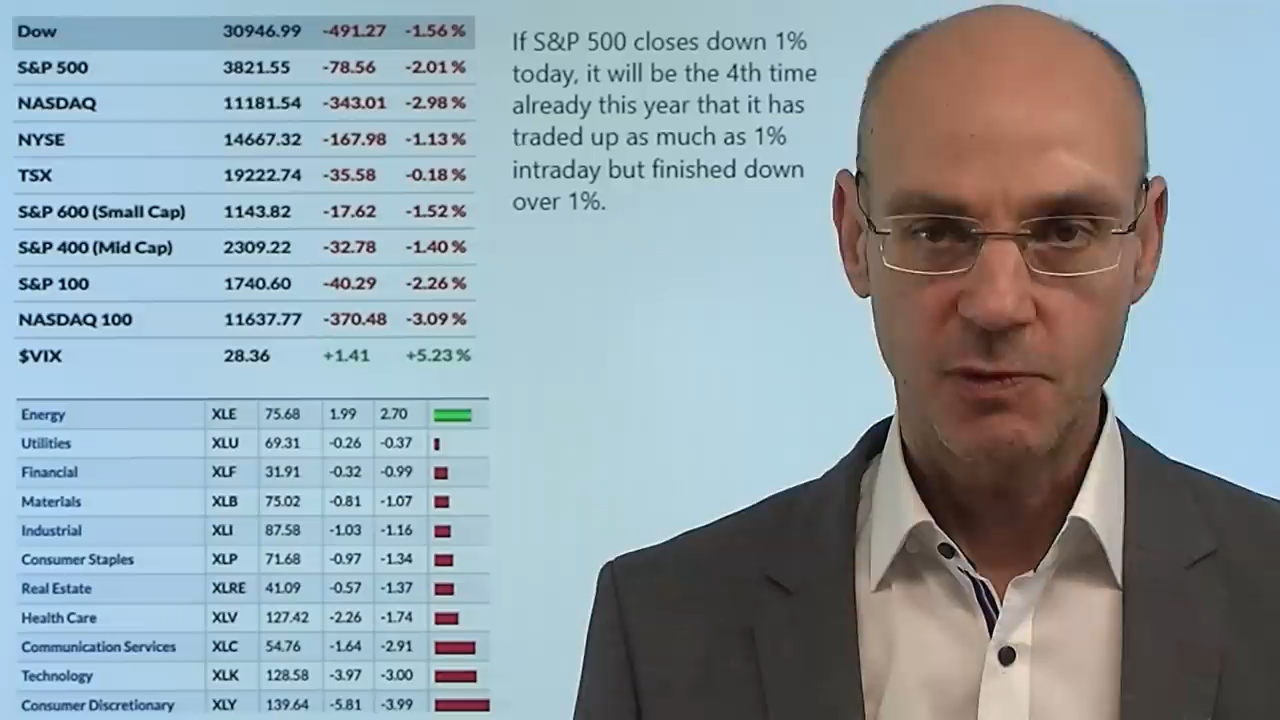 Dow 30946.99 -491.27 -1.56 %
S&P 500 3821.55 -78.56 -2.01 %
NASDAQ 11181.54 -343.01 -2.98 %
NYSE 14667.32 -167.98 -1.13 %
TSX 19222.74 -35.58 -0.18 %
S&P 600 (Small Cap) 1143.82 -17.62 -1.52 %
S&P 400 (Mid Cap) 2309.22 -32.78 -1.40 %
S&P 100 1740.60 -40.29 -2.26 %
NASDAQ 100 11637.77 -370.48 -3.09 %
$VIX 28.36 +1.41 +5.23 %
Energy XLE 75.68 1.99 2.70
Utilities XLU 69.31 -0.26 -0.37
Financial XLF 31.91 -0.32 -0.99
Materials XLB 75.02 -0.81 -1.07
Industrial XLI 87.58 -1.03 -1.16
Consumer Staples XLP 71.68 -0.97 -1.34
Real Estate XLRE 41.09 -0.57 -1.37
Health Care XLV 127.42 -2.26 -1.74
Communication Services XLC 54.76 -1.64 -2.91
Technology XLK 128.58 -3.97 -3.00
Consumer Discretionary XLY 139.64 -5.81 -3.99
If S&P 500 closes down 1%
today, it will be the 4th time
already this year that it has
traded up as much as 1%
intraday but finished down
over 1%.